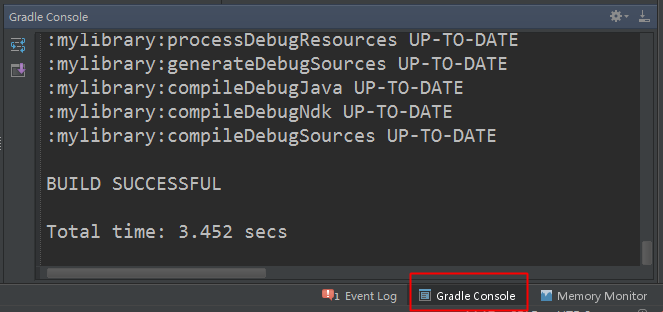 Gradle Console
:mylibrary:processDebugResources UP-TO-DATE
:mylibrary:generateDebugSources UP-TO-DATE
:mylibrary:compileDebugJava UP-TO-DATE
:mylibrary:compileDebugNdk UP-TO-DATE
:mylibrary:compileDebugSources UP-TO-DATE
BUILD SUCCESSFUL
Total time: 3.452 secs
1 Event Log Gradle Console Memory Monitor